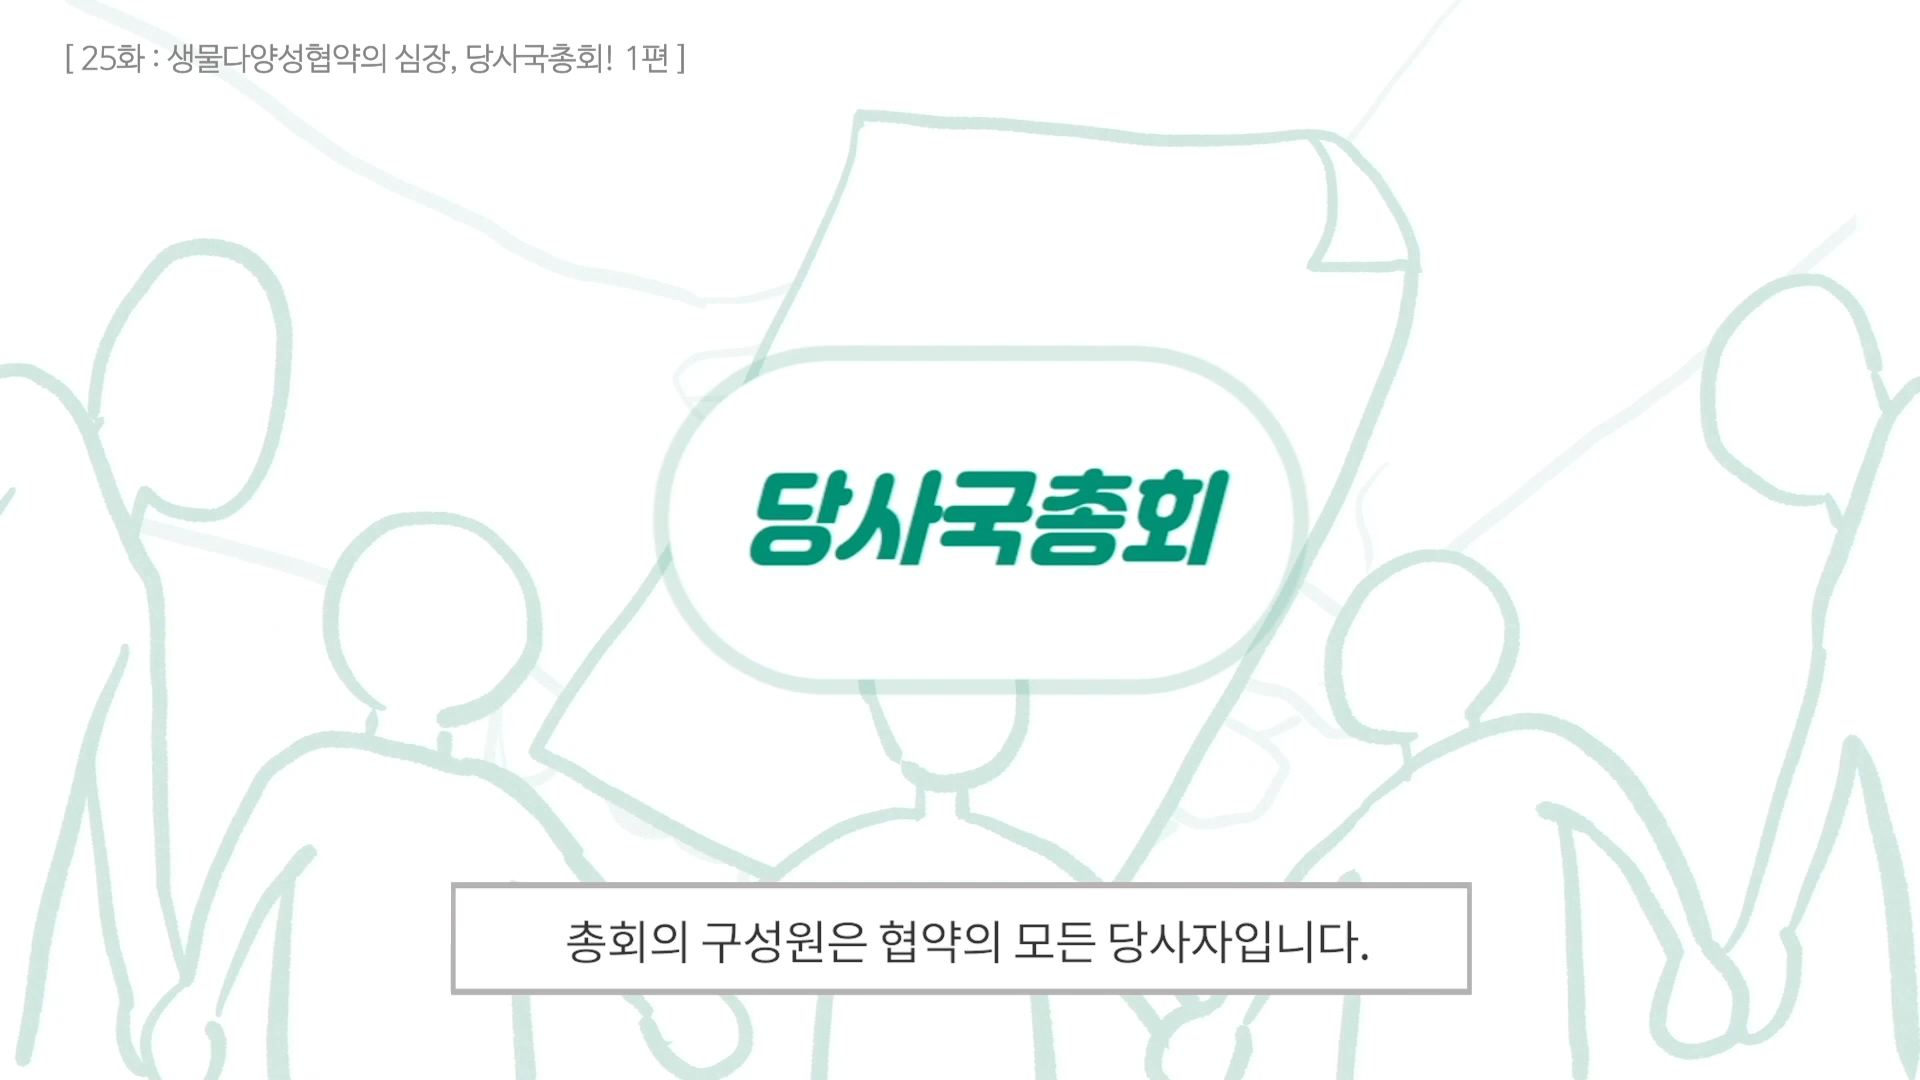 [ 25화 : 생물다양성협약의 심장, 당사국총회! 1편 ]
당사국총회
총회의 구성원은 협약의 모든 당사자입니다.